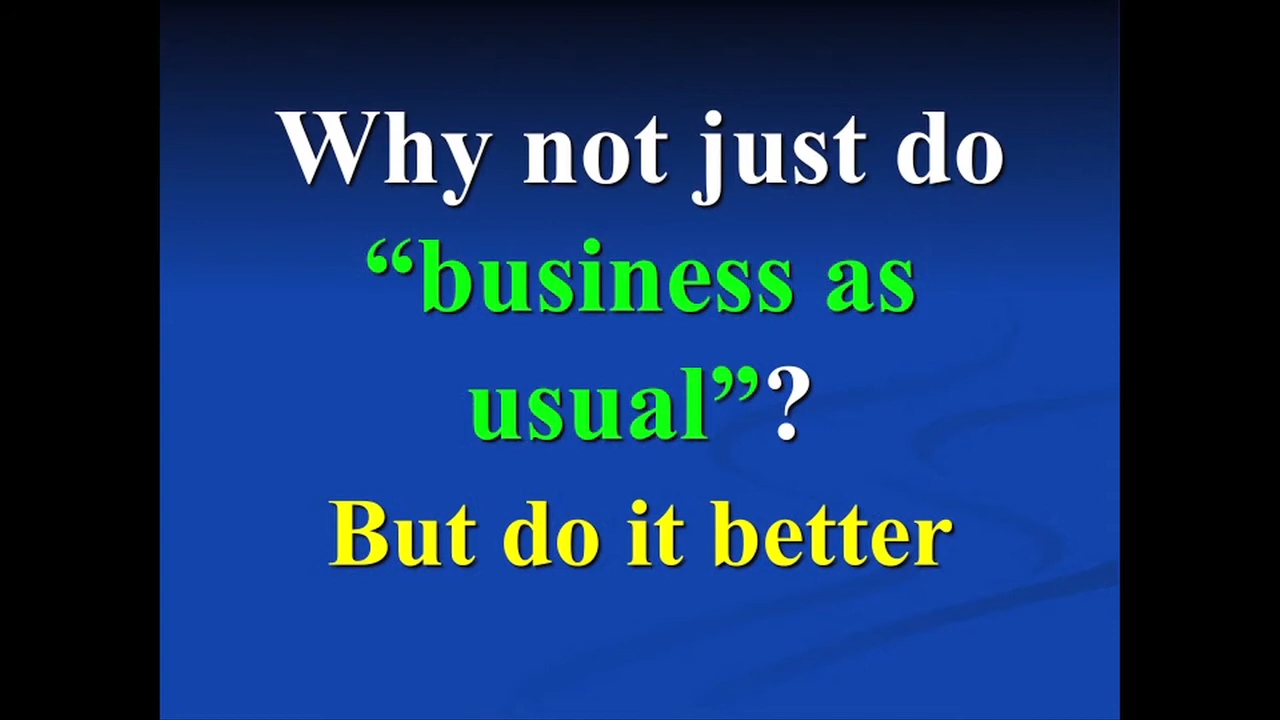 Why not just do
“business as
usual”?
But do it better